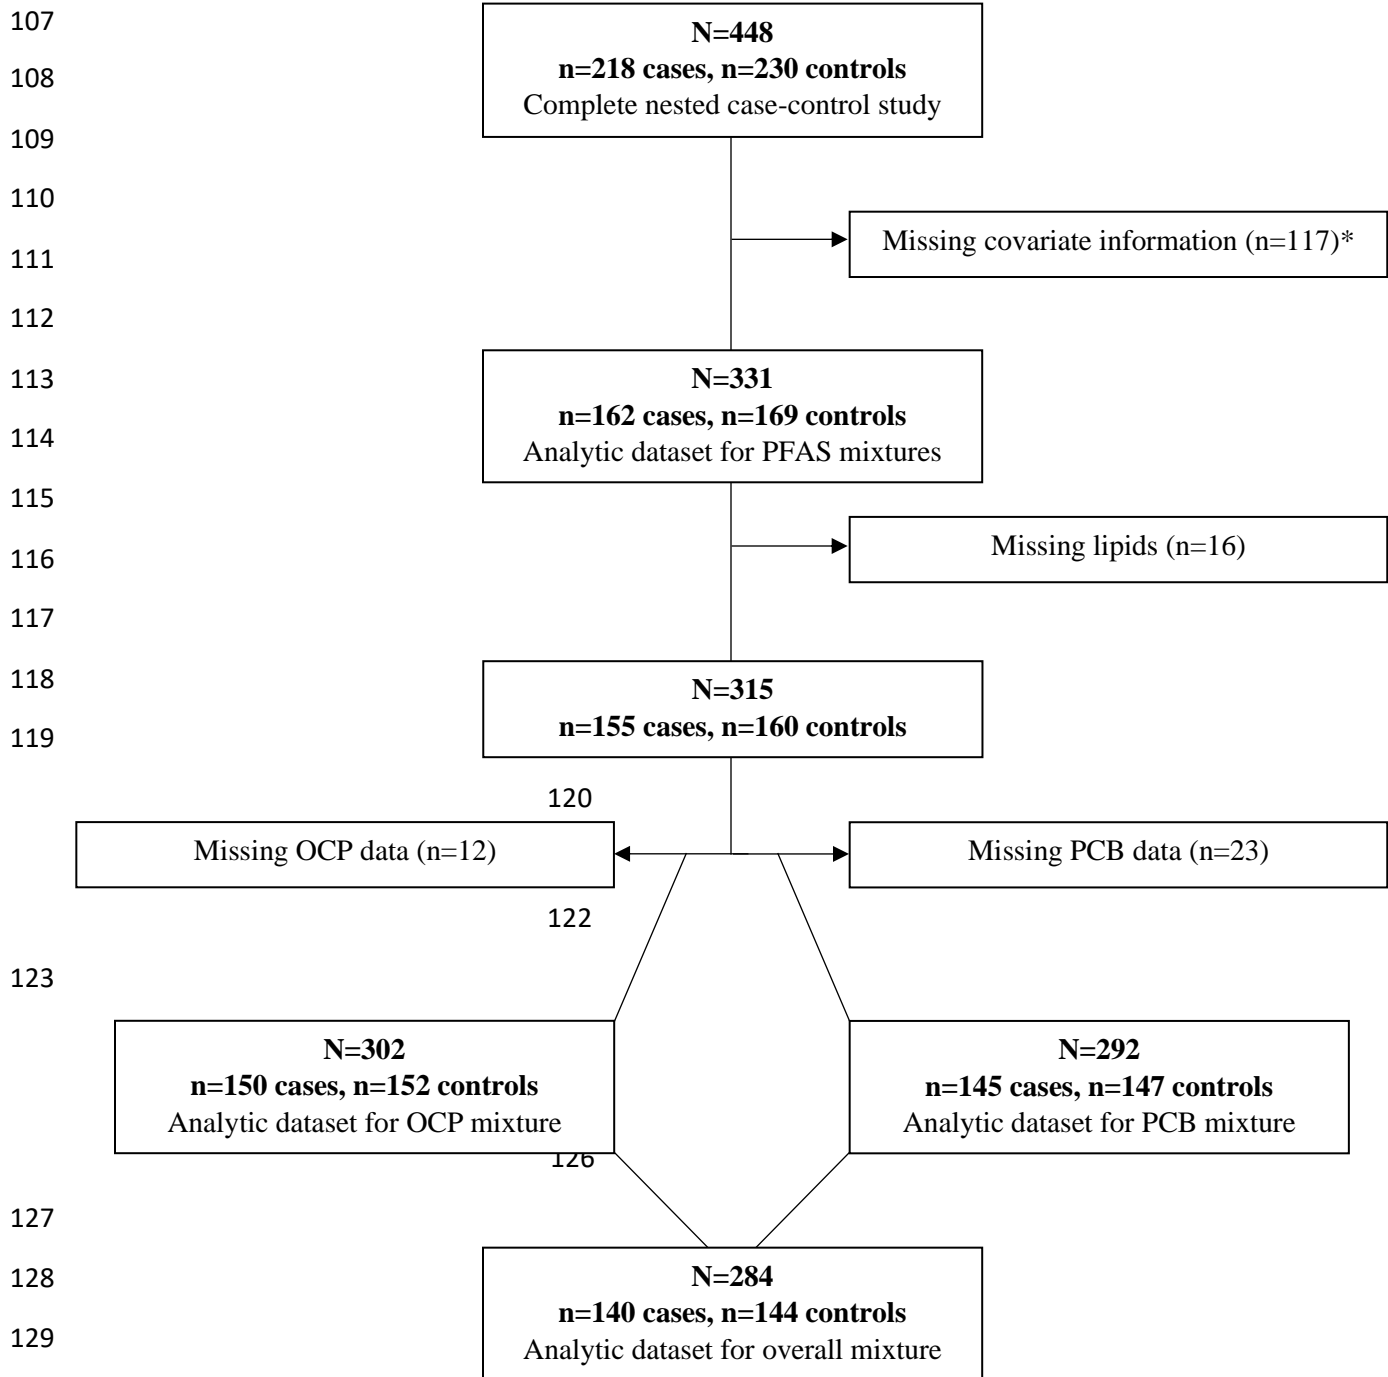 107
N=448
n=218 cases, n=230 controls
108
Complete nested case-control study
109
110
Missing covariate information (n=117)*
111
112
113
N=331
n=162 cases, n=169 controls
114
Analytic dataset for PFAS mixtures
115
116
Missing lipids (n=16)
117
118
N=315
n=155 cases, n=160 controls
119
120
Missing OCP data (n=12)
Missing PCB data (n=23)
122
123
N=302
n=150 cases, n=152 controls
Analytic dataset for OCP mixture
N=292
n=145 cases, n=147 controls
Analytic dataset for PCB mixture
126
127
128
N=284
n=140 cases, n=144 controls
129
Analytic dataset for overall mixture